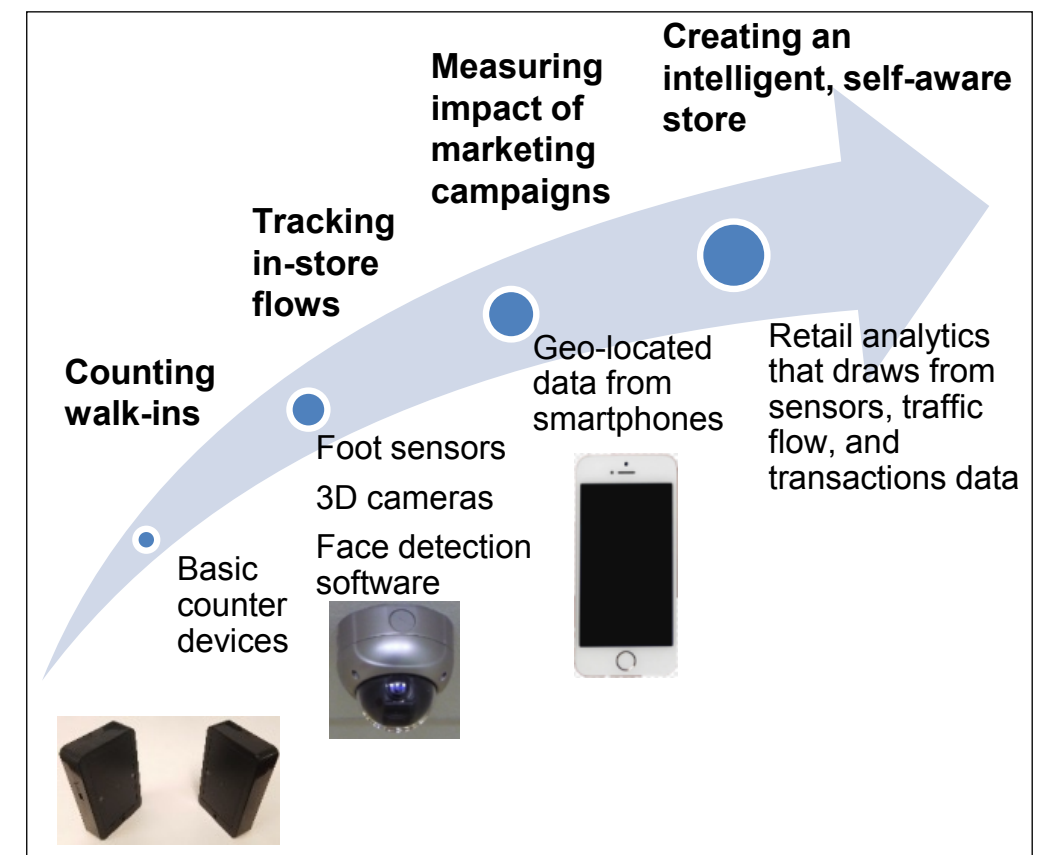 Counting
walk-ins
Basic
counter
devices
Tracking
in-store
flows
Foot sensors
3D cameras
Face detection
software
Measuring
impact of
marketing
campaigns
Geo-located
data from
smartphones
Creating an
intelligent, self-aware
store
Retail analytics
that draws from
sensors, traffic
flow, and
transactions data